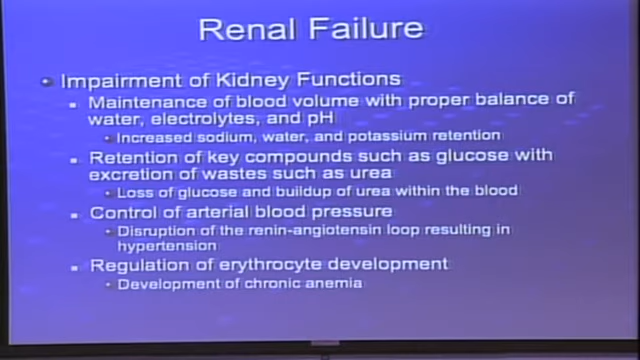 Renal Failure
Impairment of Kidney Functions
Maintenance of blood volume with proper balance of
water, electrolytes, and pH
Increased sodium, water, and potassium retention
Retention of key compounds such as glucose with
excretion of wastes such as urea
Loss of glucose and buildup of urea within the blood
Control of arterial blood pressure
Disruption of the renin-angiotensin loop resulting in
hypertension
Regulation of erythrocyte development
Development of chronic anemia